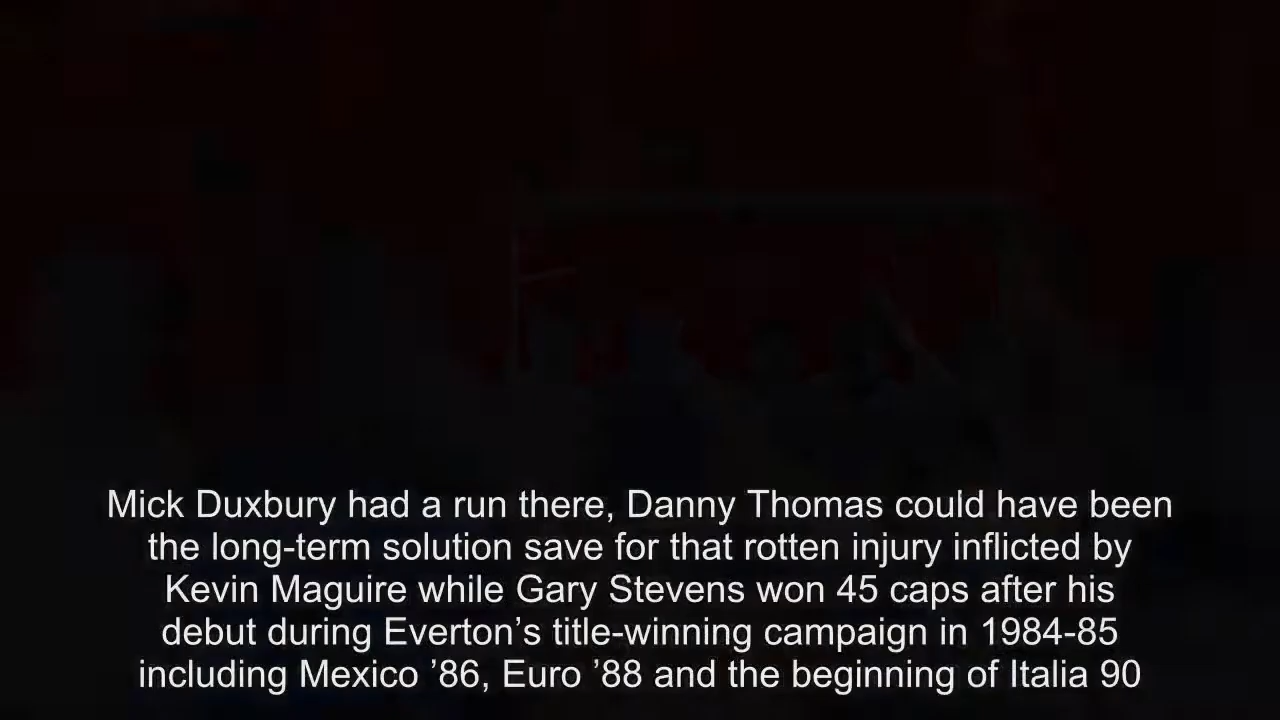 Mick Duxbury had a run there, Danny Thomas could have been
the long-term solution save for that rotten injury inflicted by
Kevin Maguire while Gary Stevens won 45 caps after his
debut during Everton’s title-winning campaign in 1984-85
including Mexico ’86, Euro ’88 and the beginning of Italia 90